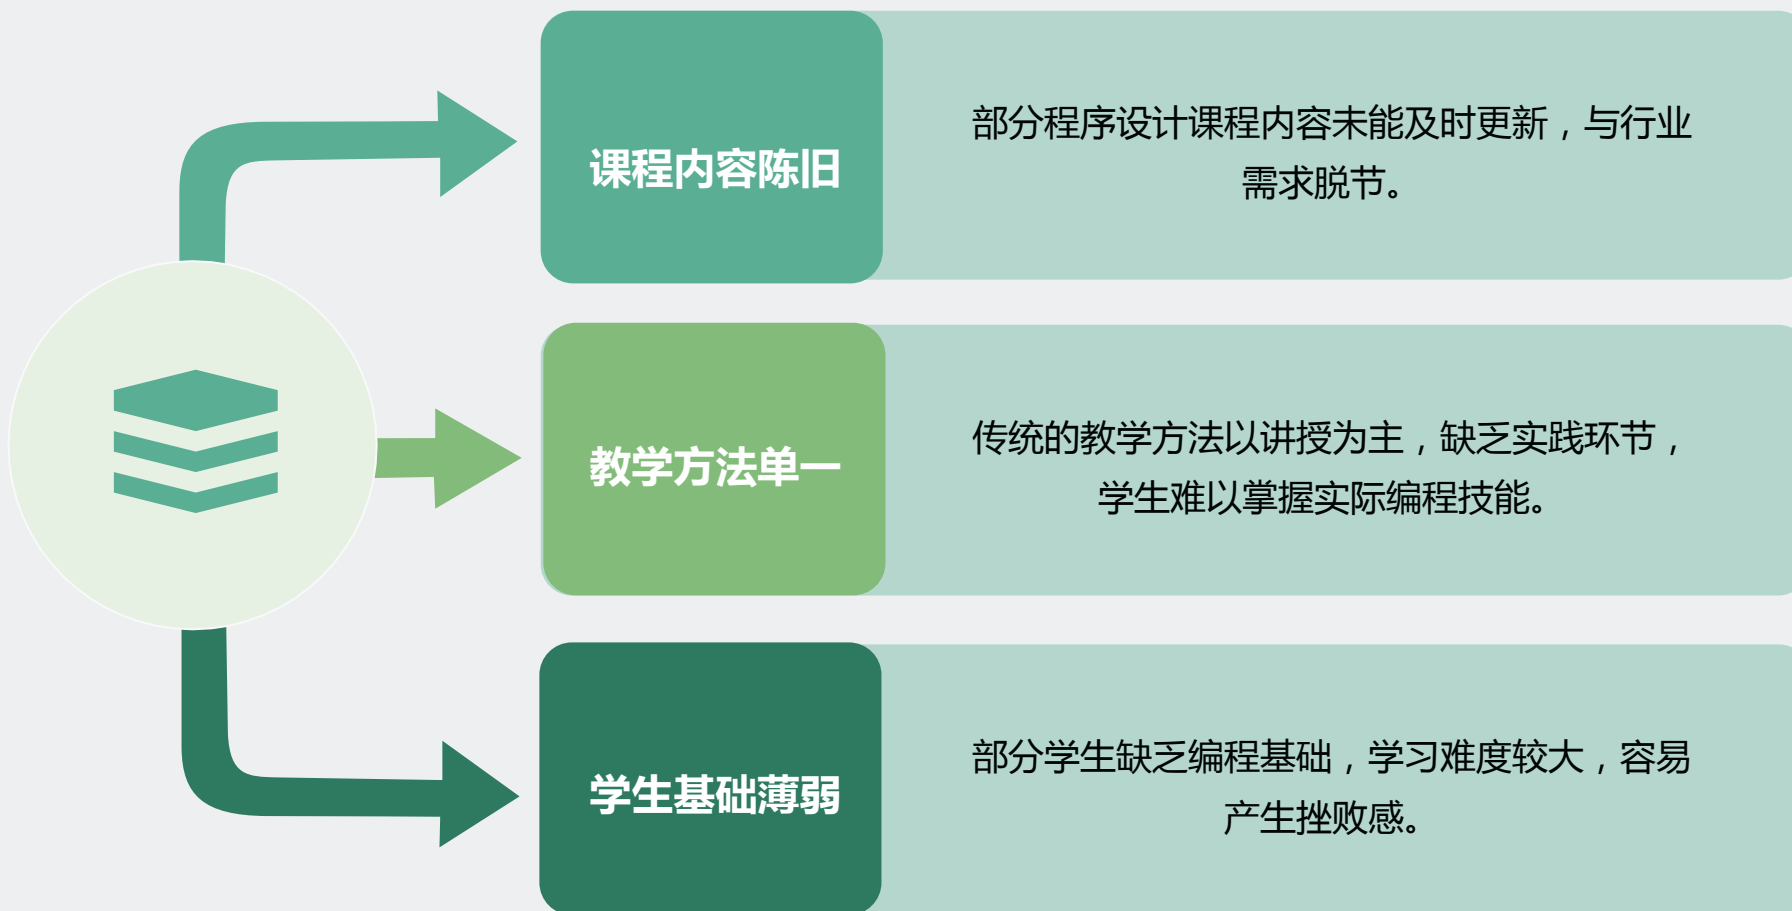 课程内容陈旧
部分程序设计课程内容未能及时更新，与行业
需求脱节。
教学方法单一
传统的教学方法以讲授为主，缺乏实践环节，
学生难以掌握实际编程技能。
学生基础薄弱
部分学生缺乏编程基础，学习难度较大，容易
产生挫败感。